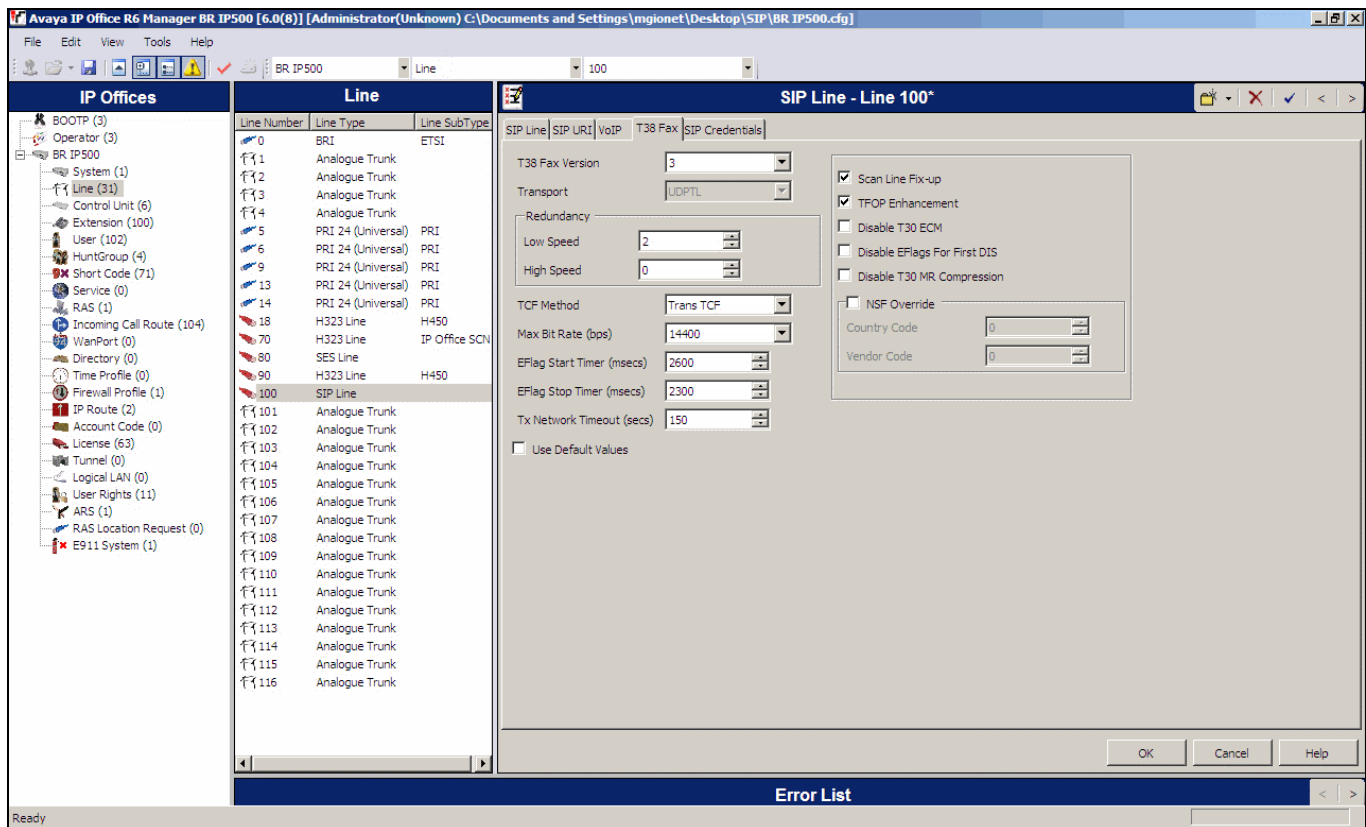 Avaya IP Office R6 Manager BR IP500 [6.0(8)] [Administrator(Unknown) C:\Documents and Settings\mgionet\Desktop\SIP\BR IP500.cfg]
File Edit View Tools Help
BR IP500 Line 100
IP Offices
BOOTP (3)
Operator (3)
BR IP500
System (1)
Line (31)
Control Unit (6)
Extension (100)
User (102)
HuntGroup (4)
Short Code (71)
Service (0)
RAS (1)
Incoming Call Route (104)
WanPort (0)
Directory (0)
Time Profile (0)
Firewall Profile (1)
IP Route (2)
Account Code (0)
License (63)
Tunnel (0)
Logical LAN (0)
User Rights (11)
ARS (1)
RAS Location Request (0)
E911 System (1)
Line
Line Number Line Type Line SubType
0 BRI ETSI
1 Analogue Trunk
2 Analogue Trunk
3 Analogue Trunk
4 Analogue Trunk
5 PRI 24 (Universal) PRI
6 PRI 24 (Universal) PRI
9 PRI 24 (Universal) PRI
13 PRI 24 (Universal) PRI
14 PRI 24 (Universal) PRI
18 H323 Line H450
70 H323 Line IP Office SCN
80 SES Line
90 H323 Line H450
100 SIP Line
101 Analogue Trunk
102 Analogue Trunk
103 Analogue Trunk
104 Analogue Trunk
105 Analogue Trunk
106 Analogue Trunk
107 Analogue Trunk
108 Analogue Trunk
109 Analogue Trunk
110 Analogue Trunk
111 Analogue Trunk
112 Analogue Trunk
113 Analogue Trunk
114 Analogue Trunk
115 Analogue Trunk
116 Analogue Trunk
SIP Line - Line 100*
SIP Line SIP URI VoIP T38 Fax SIP Credentials
T38 Fax Version 3
Transport UDPTL
Redundancy
Low Speed 2
High Speed 0
TCF Method Trans TCF
Max Bit Rate (bps) 14400
EFlag Start Timer (msecs) 2600
EFlag Stop Timer (msecs) 2300
Tx Network Timeout (secs) 150
Use Default Values
Scan Line Fix-up
TFOP Enhancement
Disable T30 ECM
Disable EFlags For First DIS
Disable T30 MR Compression
NSF Override
Country Code 0
Vendor Code 0
OK Cancel Help
Error List
Ready